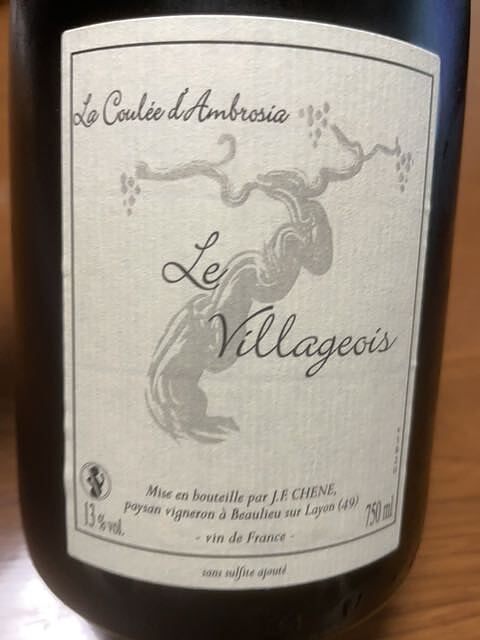 La Coulée d'Ambrosia
Le
Villageois
Mise en bouteille par J.F. CHENE,
paysan vigneron à Beaulieu sur Layon (49)
13 % vol.
750 ml
- vin de France -
sans sulfite ajouté